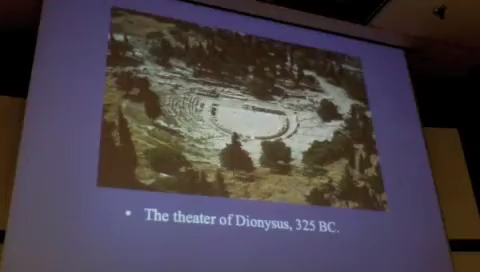 • The theater of Dionysus, 325 BC.